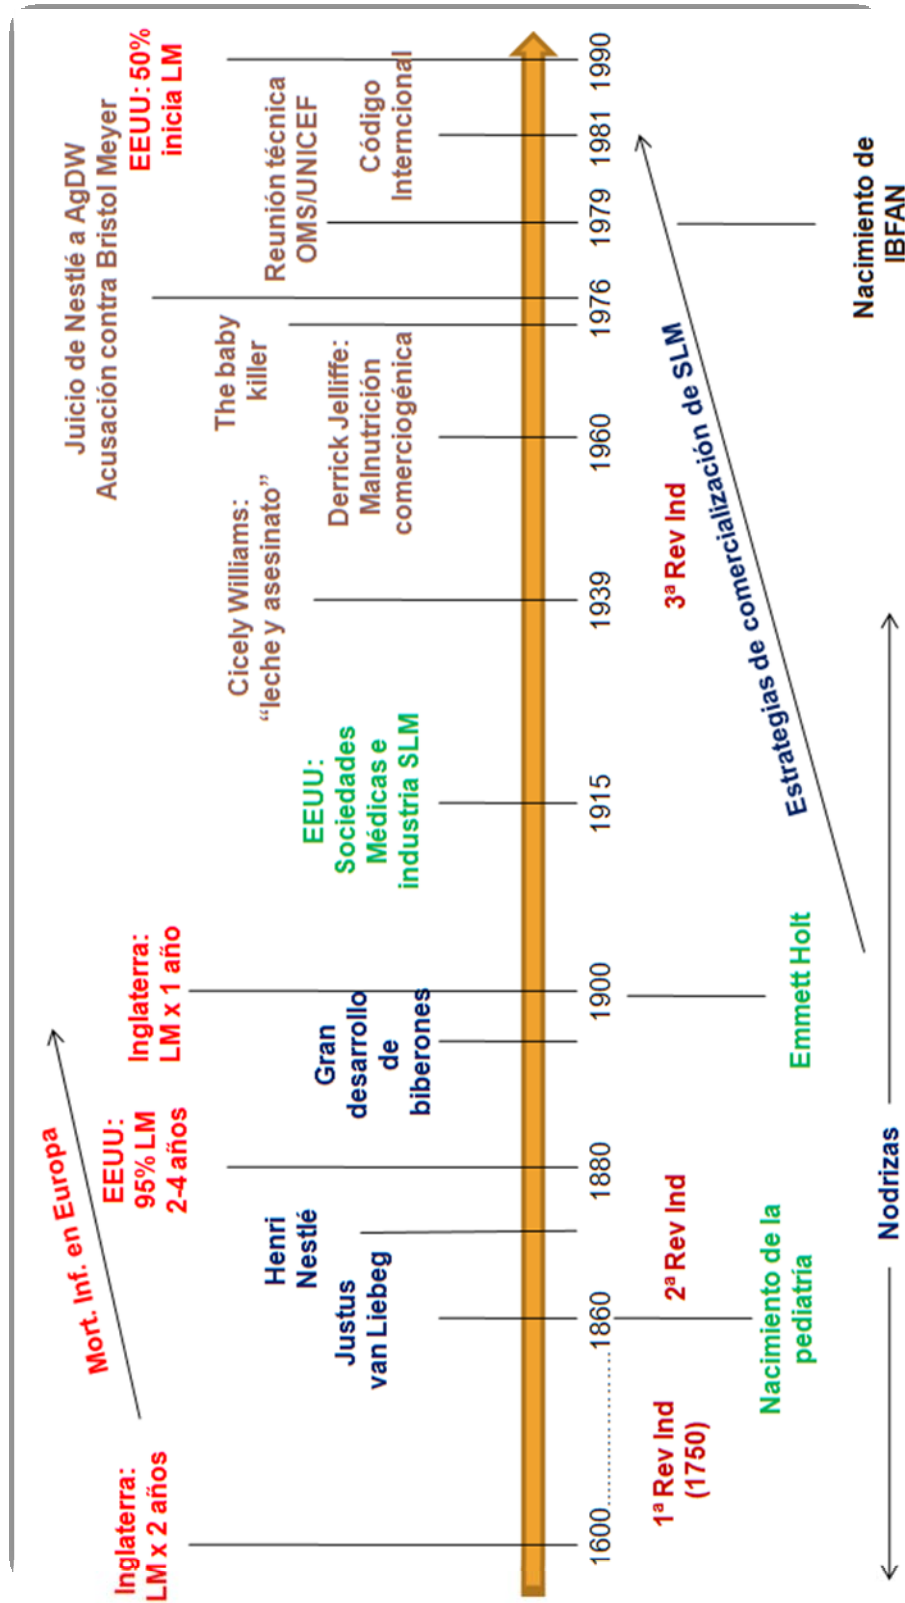 Juicio de Nestlé a AgDW
Acusación contra Bristol Meyer
Mort. Inf. en Europa
Inglaterra:
LM x 2 años
EEUU:
95% LM
2-4 años
Inglaterra:
LM x 1 año
EEUU: 50%
inicia LM
Cicely Williams:
“leche y asesinato”
The baby
killer
Reunión técnica
OMS/UNICEF
Henri
Nestlé
Justus
van Liebeg
Gran
desarrollo
de
biberones
EEUU:
Sociedades
Médicas e
industria SLM
Derrick Jelliffe:
Malnutrición
comerciogénica
Código
Interncional
1600
1860
1880
1900
1915
1939
1960
1976
1979
1981
1990
1ª Rev Ind
(1750)
2ª Rev Ind
3ª Rev Ind
Estrategias de comercialización de SLM
Nacimiento de la
pediatría
Emmett Holt
Nacimiento de
IBFAN
Nodrizas